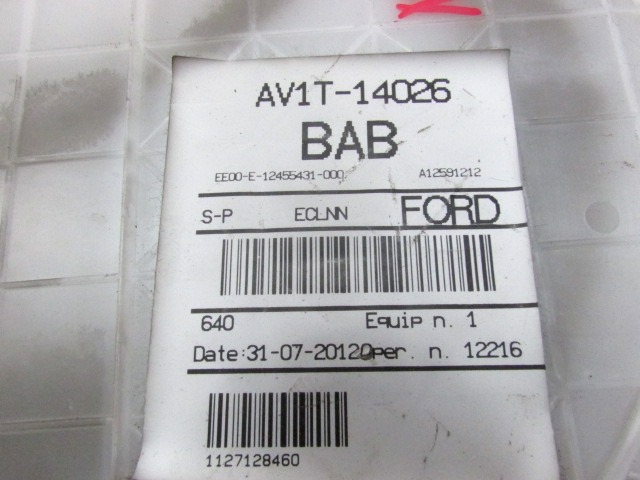 AV1T-14026
BAB
EE00-E-12455431-000. A12591212
S-P ECLNN FORD
640 Equip n. 1
Date:31-07-2012 Oper. n. 12216
1127128460